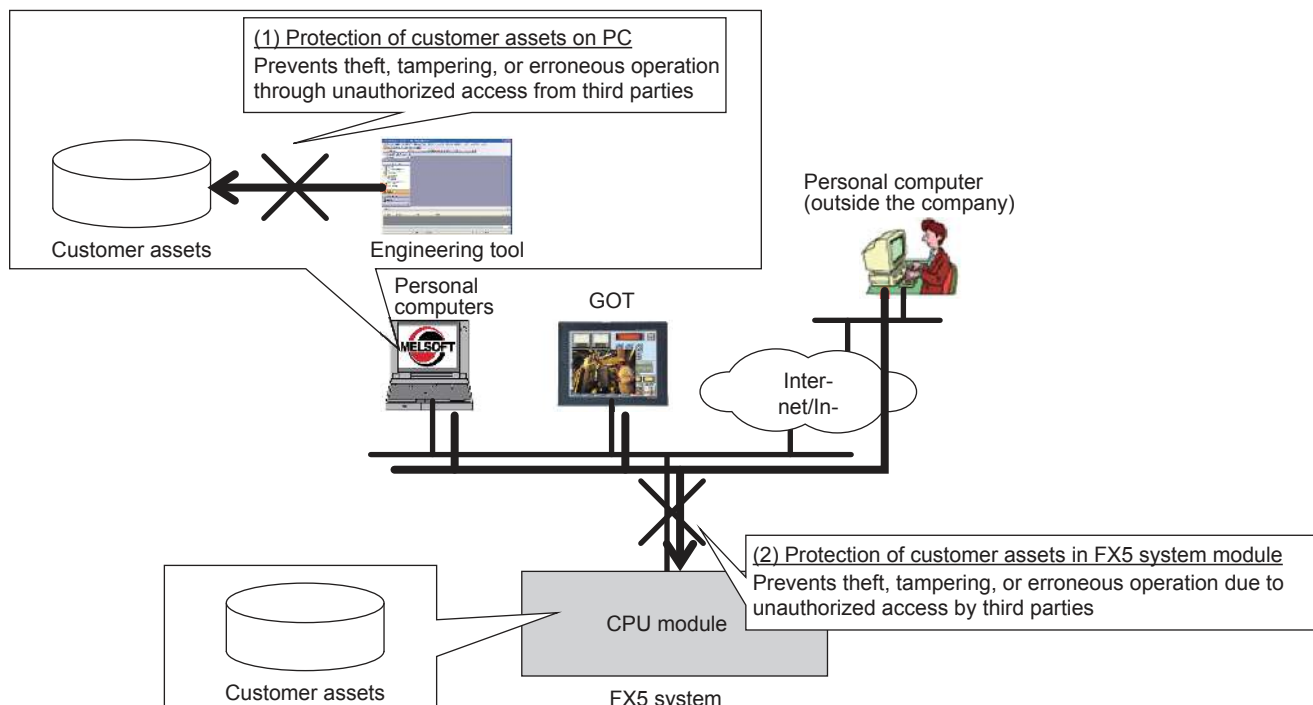 (1) Protection of customer assets on PC
Prevents theft, tampering, or erroneous operation
through unauthorized access from third parties
Customer assets
Engineering tool
Personal computer
(outside the company)
Personal
computers
GOT
MELSOFT
Inter-
net/In-
(2) Protection of customer assets in FX5 system module
Prevents theft, tampering, or erroneous operation due to
unauthorized access by third parties
CPU module
Customer assets
FX5 system